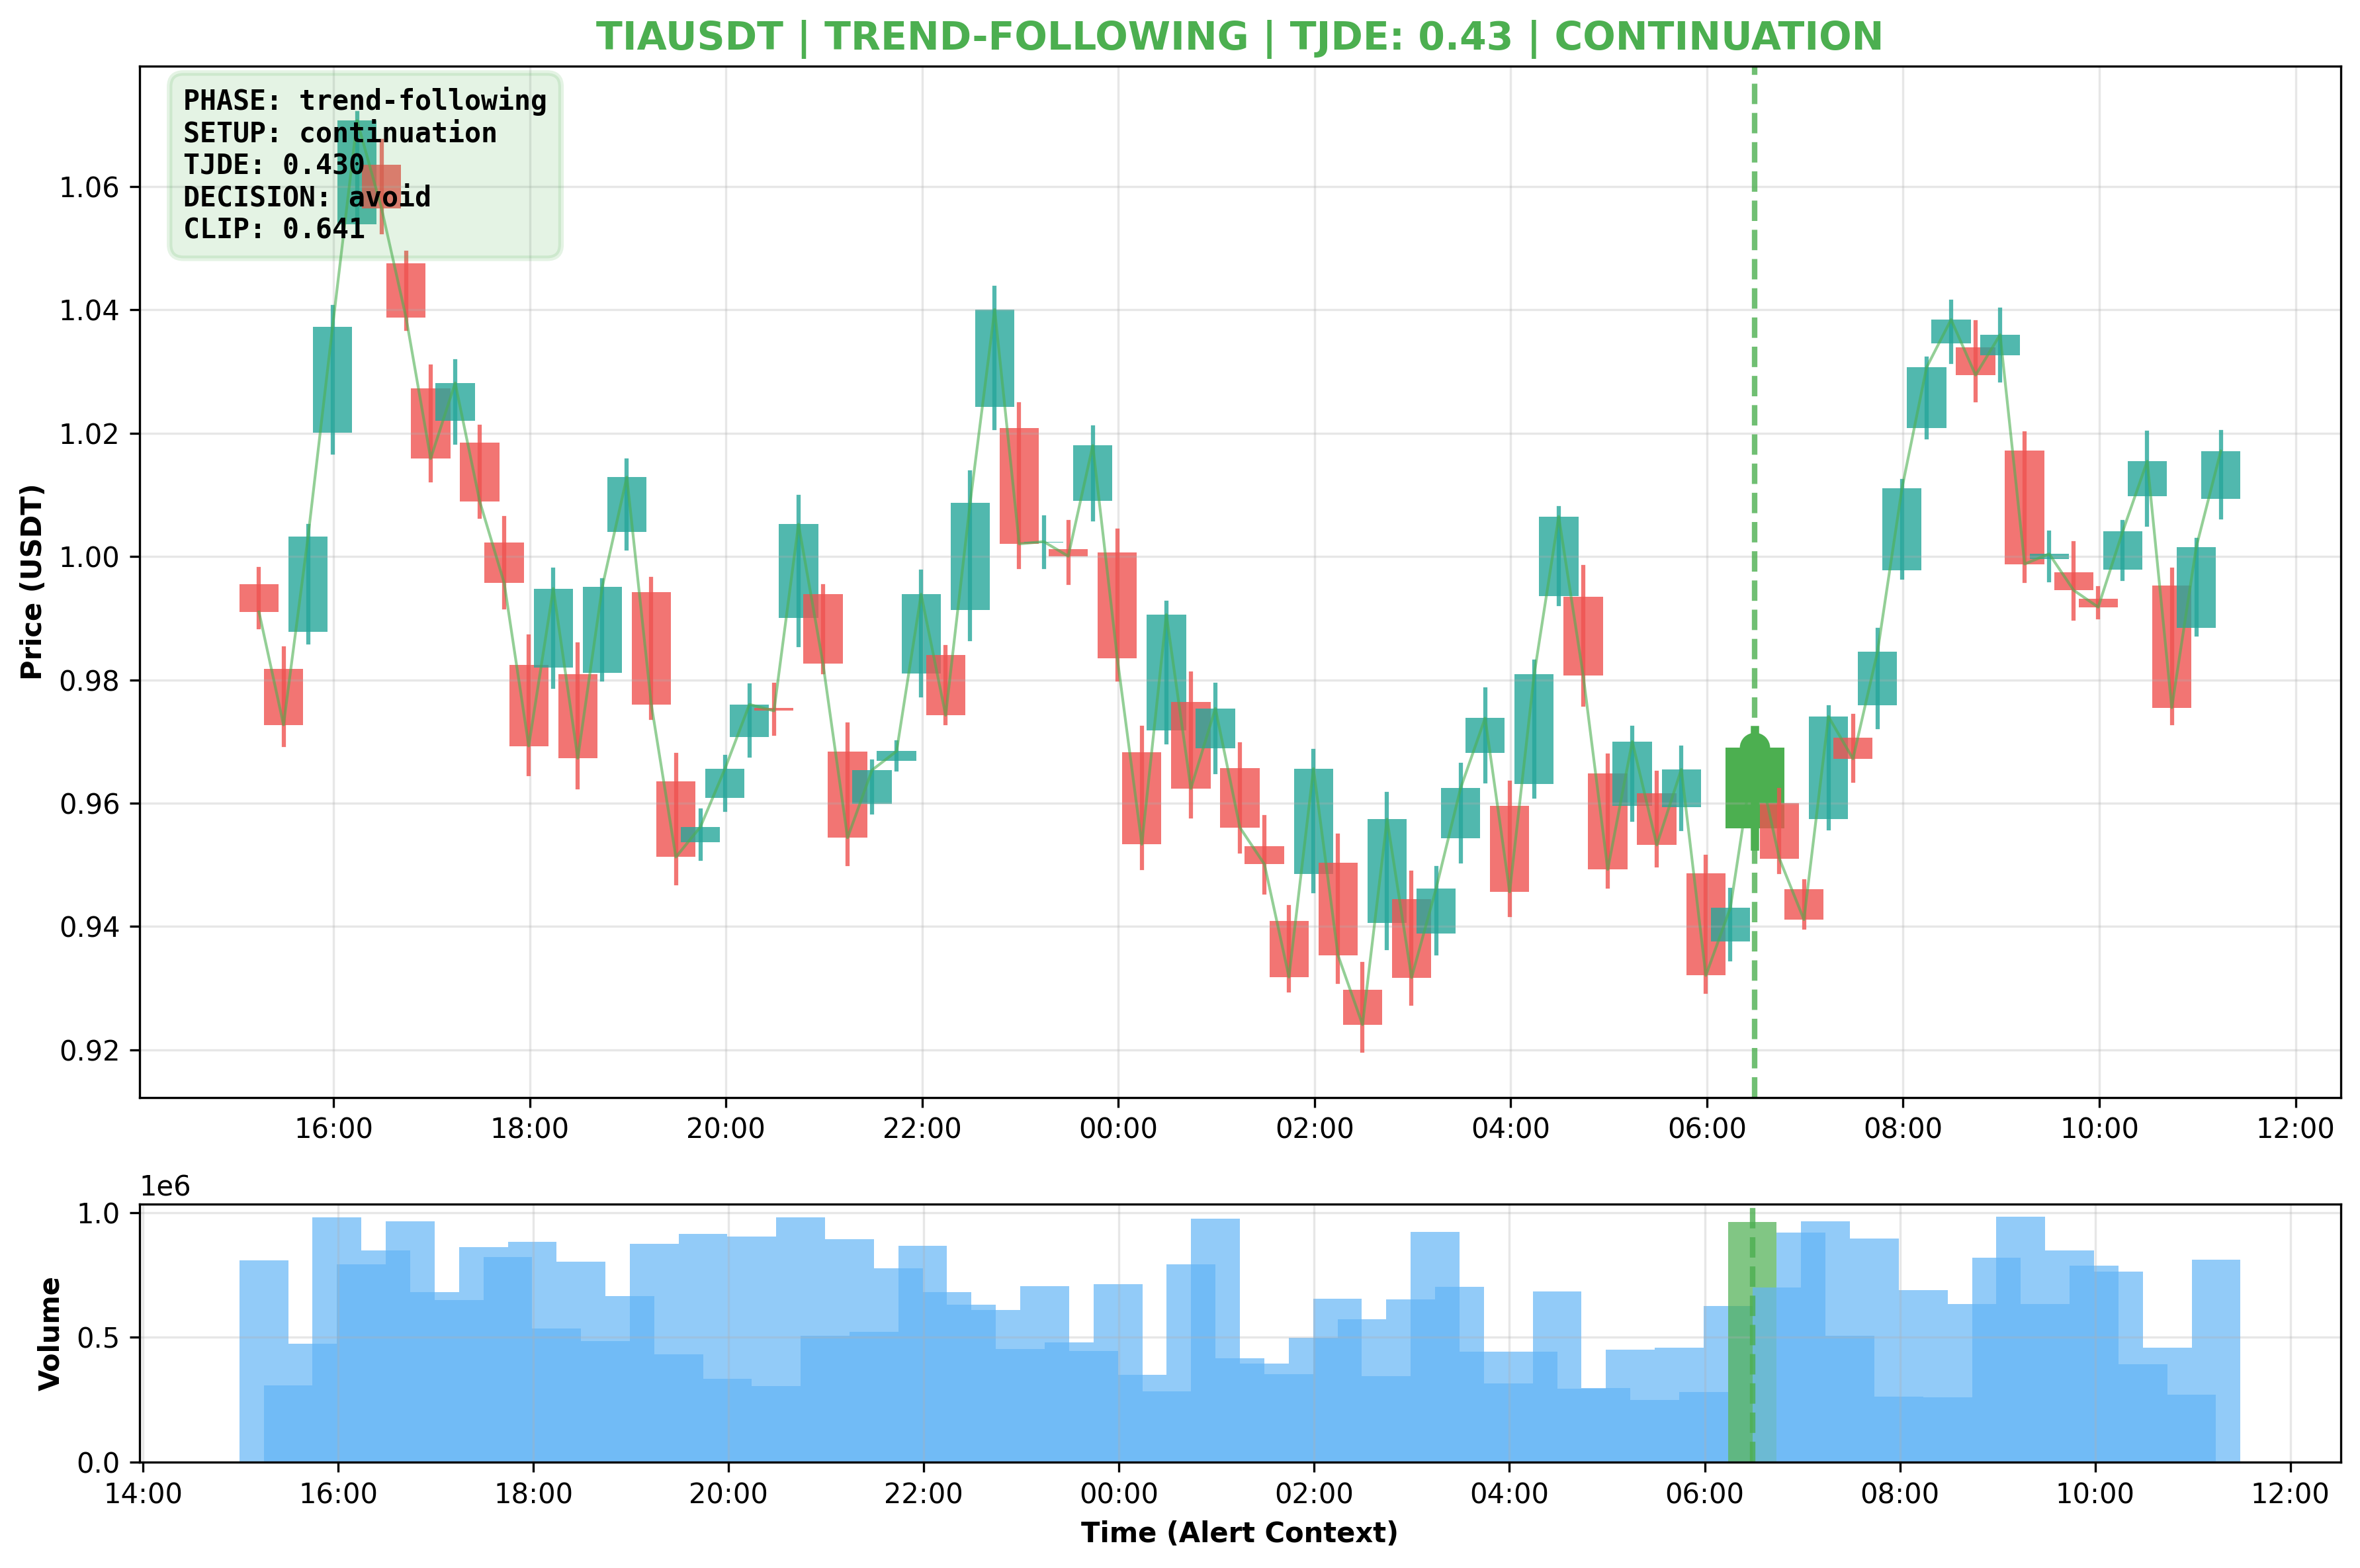 TIAUSDT | TREND-FOLLOWING | TJDE: 0.43 | CONTINUATION
PHASE: trend-following
SETUP: continuation
TJDE: 0.430
DECISION: avoid
CLIP: 0.641
Price (USDT)
1.06
1.04
1.02
1.00
0.98
0.96
0.94
0.92
16:00 18:00 20:00 22:00 00:00 02:00 04:00 06:00 08:00 10:00 12:00
1e6
Volume
1.0
0.5
0.0
14:00 16:00 18:00 20:00 22:00 00:00 02:00 04:00 06:00 08:00 10:00 12:00
Time (Alert Context)